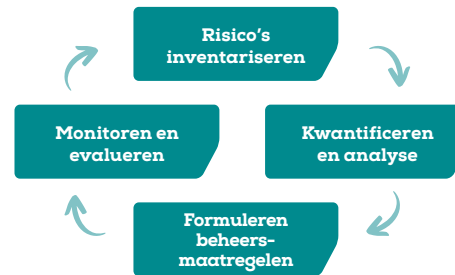 Risico’s
inventariseren
Monitoren en
evalueren
Kwantificeren
en analyse
Formuleren
beheers-
maatregelen